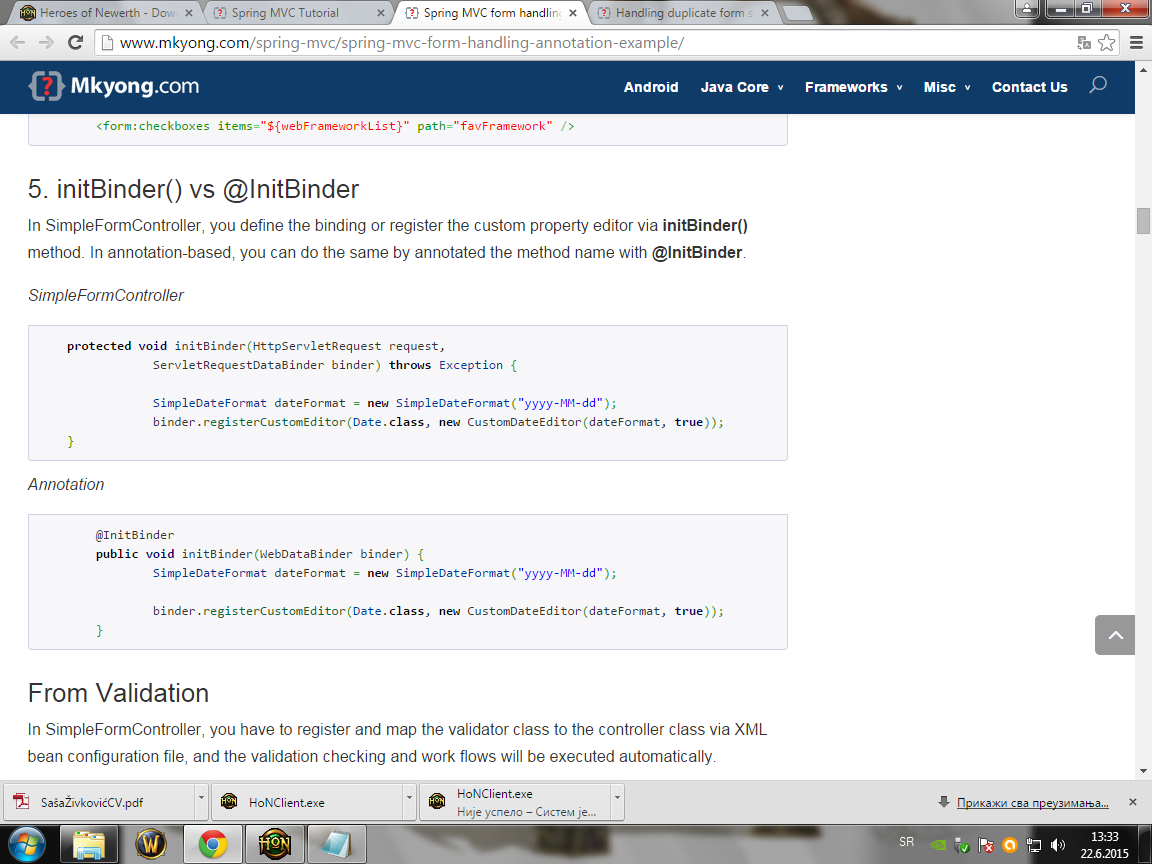 Heroes of Newerth - Dow
Spring MVC Tutorial
Spring MVC form handling
Handling duplicate form s
www.mkyong.com/spring-mvc/spring-mvc-form-handling-annotation-example/
Mkyong.com
Android
Java Core
Frameworks
Misc
Contact Us
<form:checkboxes items="${webFrameworkList}" path="favFramework" />
5. initBinder() vs @InitBinder
In SimpleFormController, you define the binding or register the custom property editor via initBinder()
method. In annotation-based, you can do the same by annotated the method name with @InitBinder.
SimpleFormController
protected void initBinder(HttpServletRequest request,
ServletRequestDataBinder binder) throws Exception {
SimpleDateFormat dateFormat = new SimpleDateFormat("yyyy-MM-dd");
binder.registerCustomEditor(Date.class, new CustomDateEditor(dateFormat, true));
}
Annotation
@InitBinder
public void initBinder(WebDataBinder binder) {
SimpleDateFormat dateFormat = new SimpleDateFormat("yyyy-MM-dd");
binder.registerCustomEditor(Date.class, new CustomDateEditor(dateFormat, true));
}
From Validation
In SimpleFormController, you have to register and map the validator class to the controller class via XML
bean configuration file, and the validation checking and work flows will be executed automatically.
SašaŽivkovićCV.pdf
HoNClient.exe
HoNClient.exe
Није успело – Систем је...
Прикажи сва преузимања...
HON
SR
13:33
22.6.2015